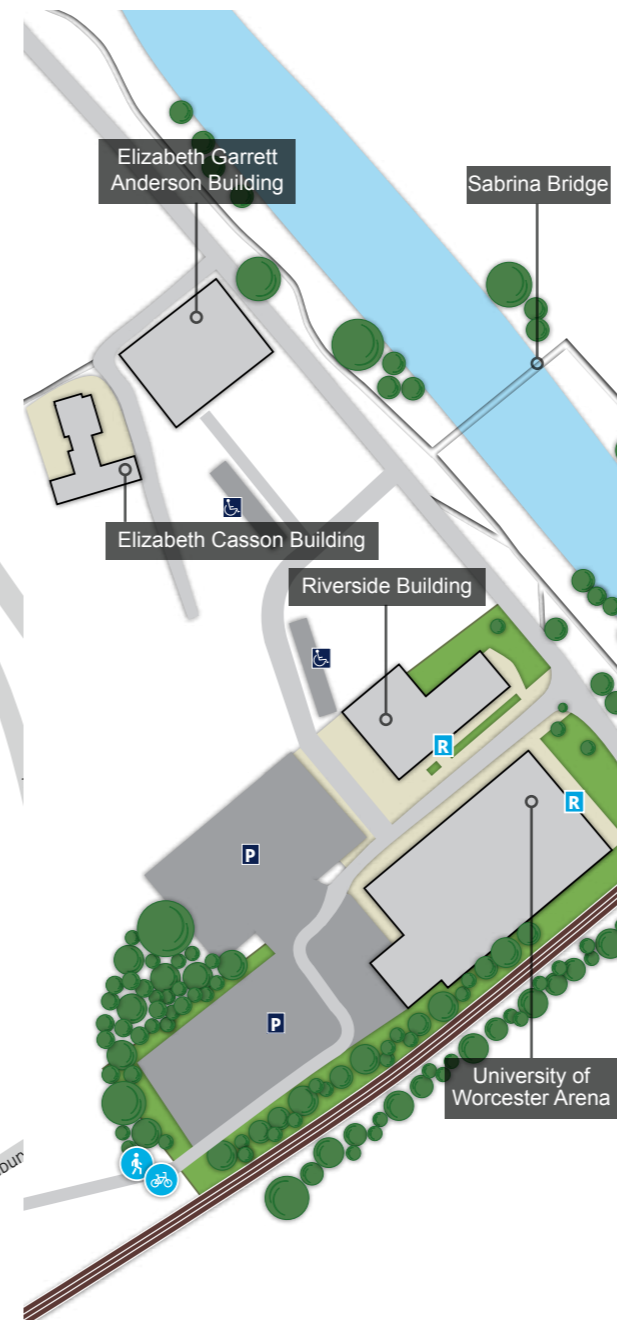 Elizabeth Garrett
Anderson Building
Sabrina Bridge
Elizabeth Casson Building
Riverside Building
R
R
P
P
University of
Worcester Arena